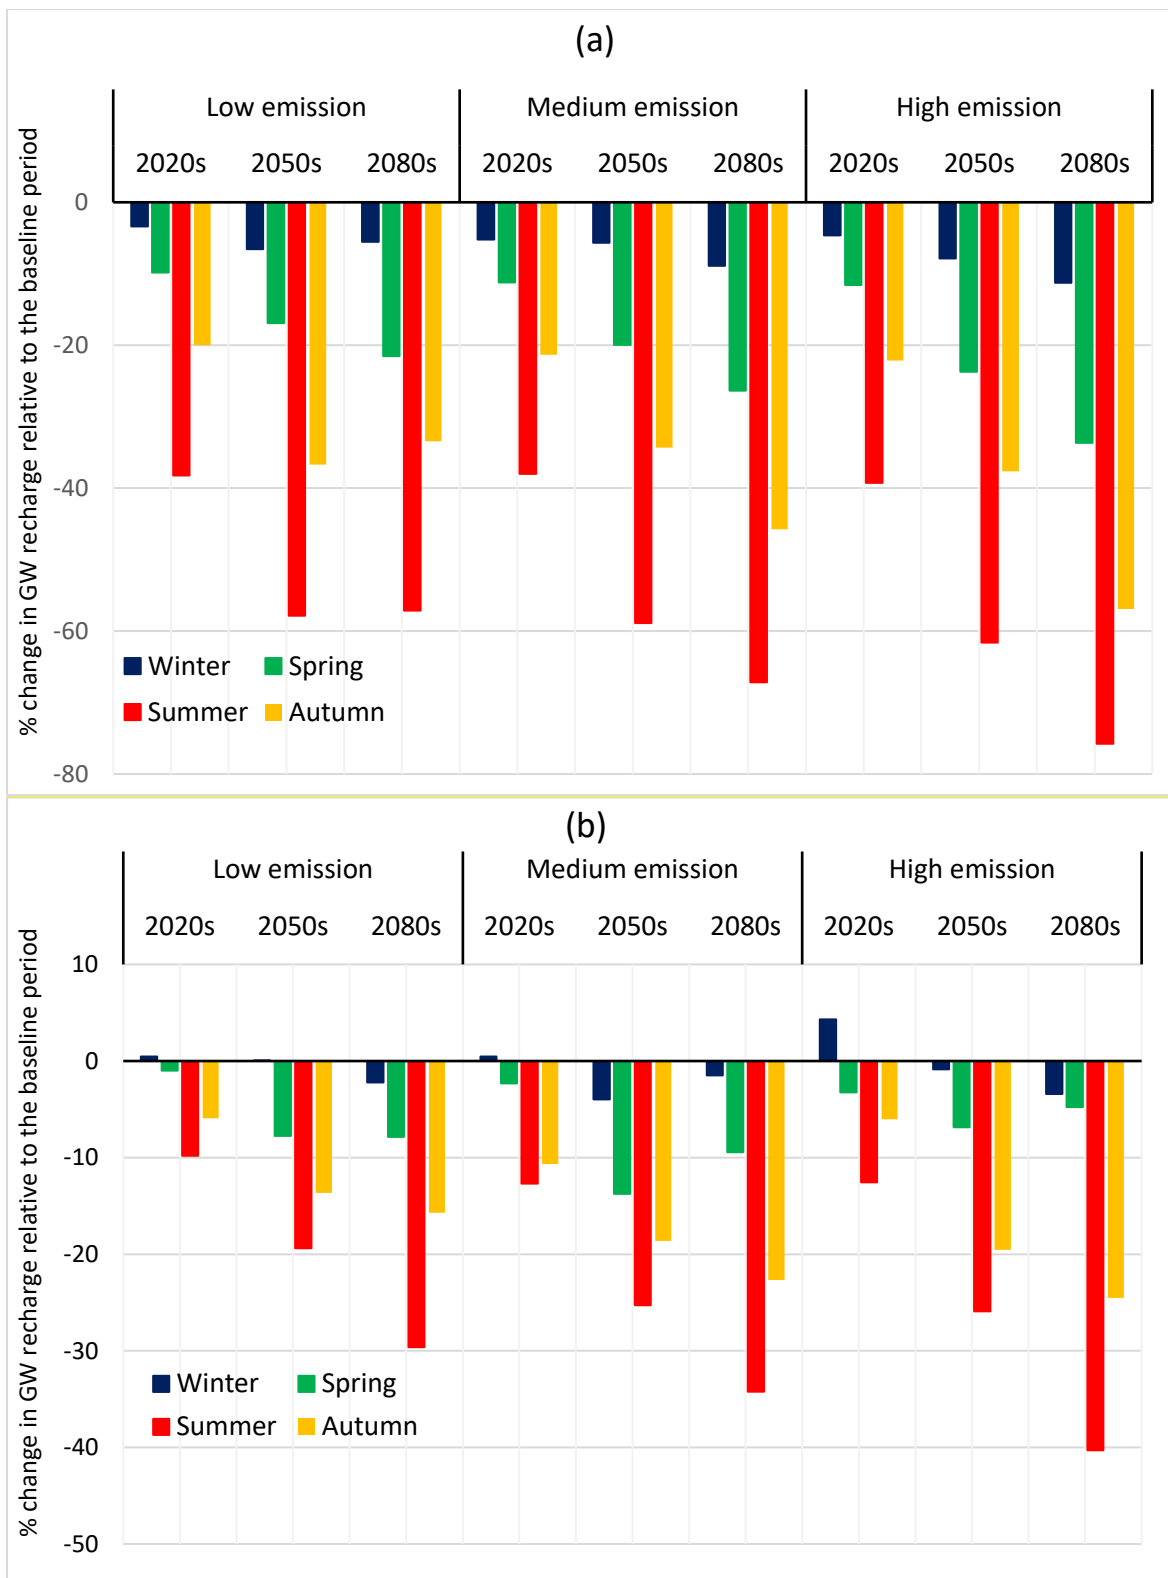 (a)
Low emission Medium emission High emission
2020s 2050s 2080s 2020s 2050s 2080s 2020s 2050s 2080s
% change in GW recharge relative to the baseline period
0
-20
-40
-60
-80
Winter Spring
Summer Autumn
(b)
Low emission Medium emission High emission
2020s 2050s 2080s 2020s 2050s 2080s 2020s 2050s 2080s
% change in GW recharge relative to the baseline period
10
0
-10
-20
-30
-40
-50
Winter Spring
Summer Autumn